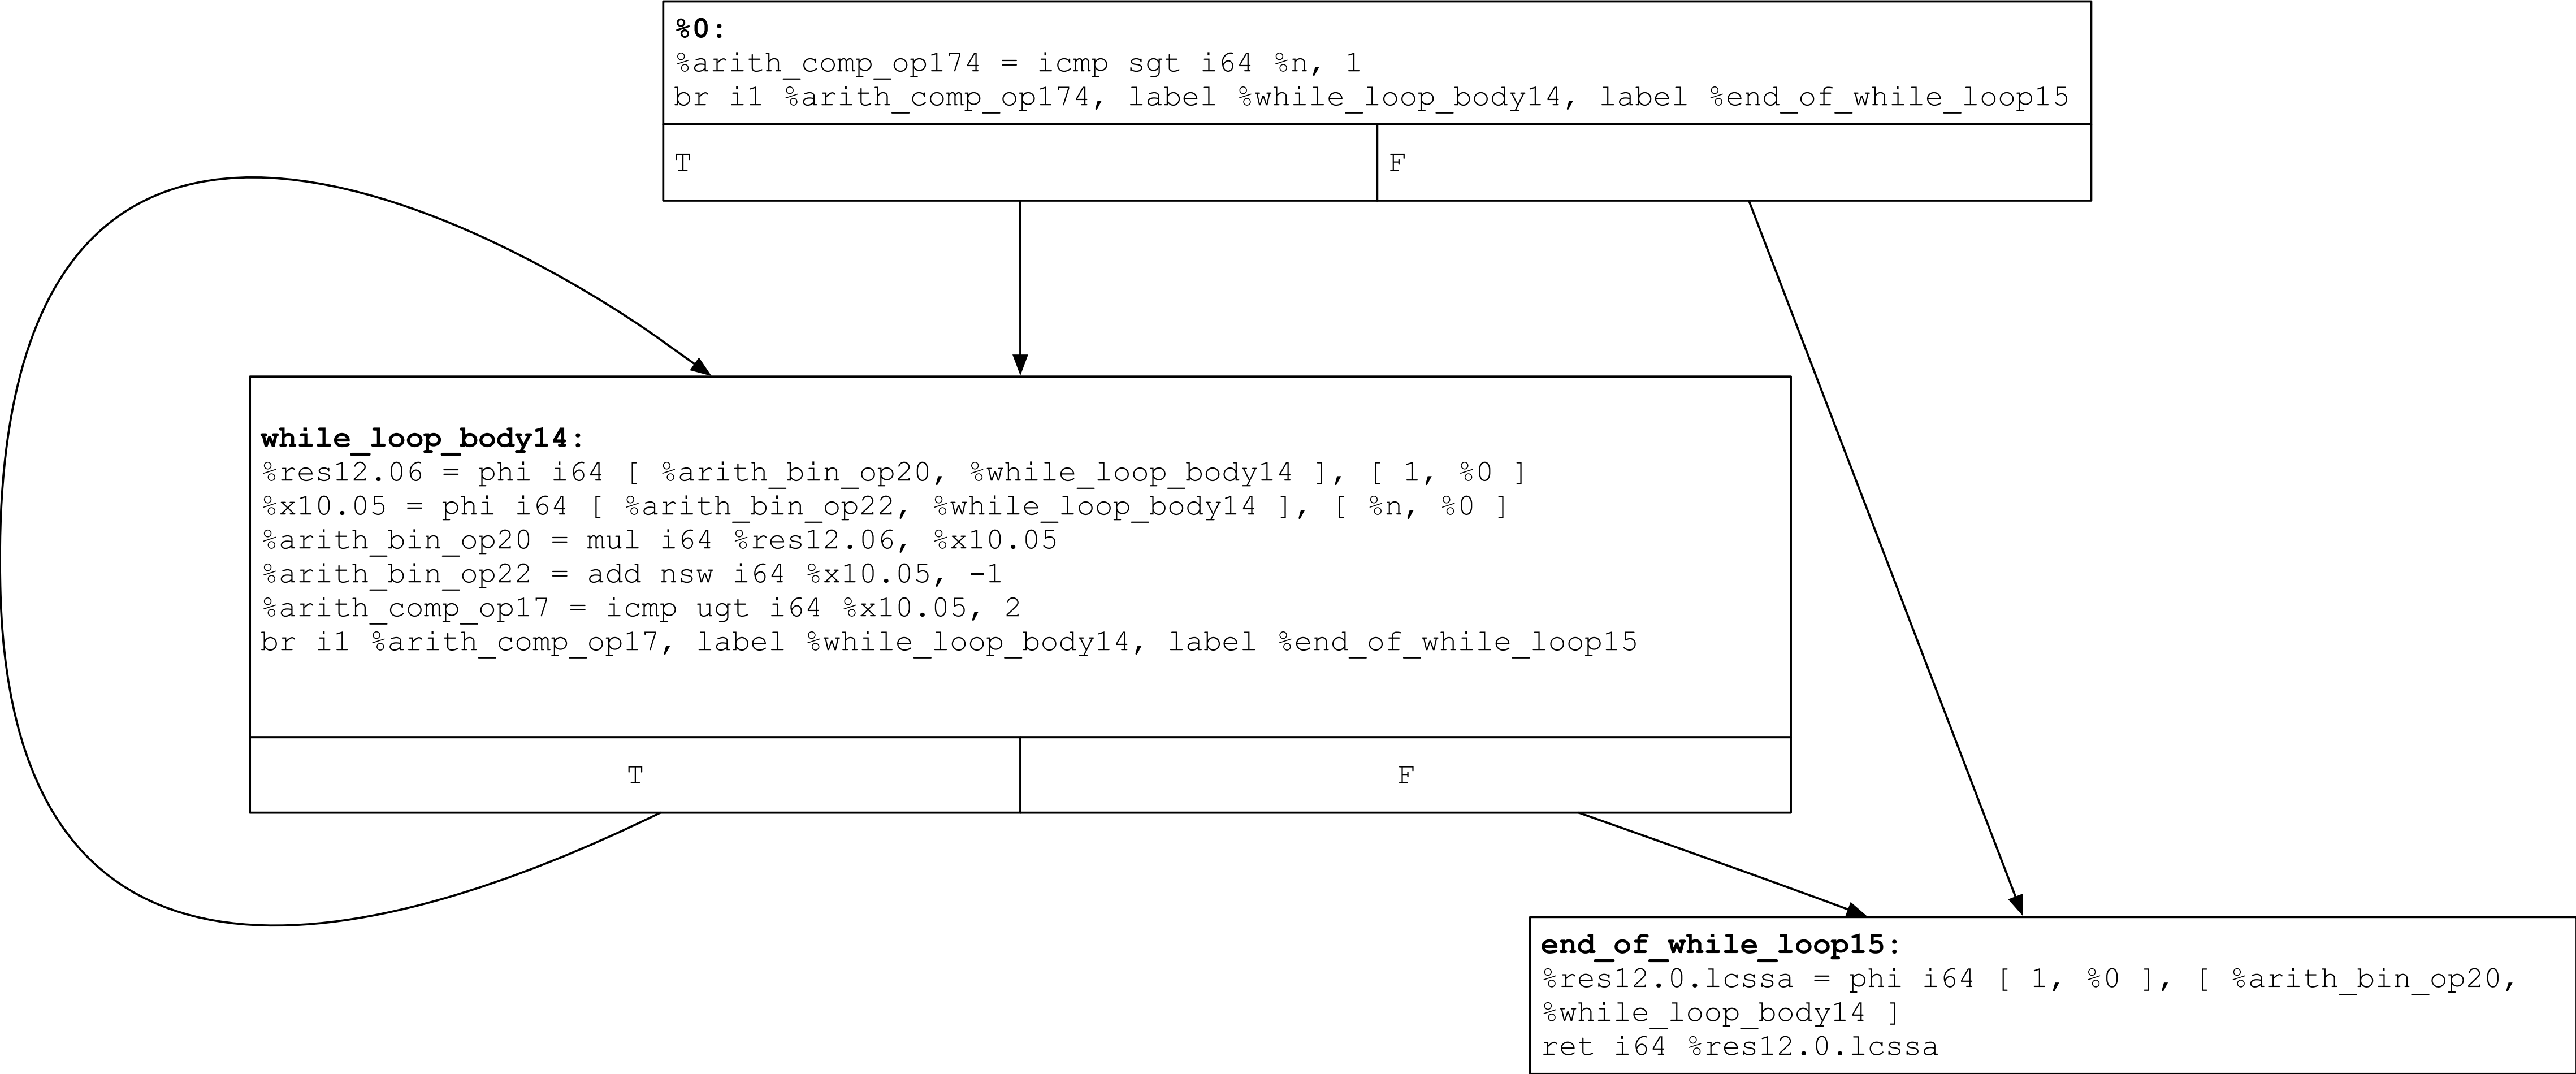 %0:
%arith_comp_op174 = icmp sgt i64 %n, 1
br i1 %arith_comp_op174, label %while_loop_body14, label %end_of_while_loop15
T
F
while_loop_body14:
%res12.06 = phi i64 [ %arith_bin_op20, %while_loop_body14 ], [ 1, %0 ]
%x10.05 = phi i64 [ %arith_bin_op22, %while_loop_body14 ], [ %n, %0 ]
%arith_bin_op20 = mul i64 %res12.06, %x10.05
%arith_bin_op22 = add nsw i64 %x10.05, -1
%arith_comp_op17 = icmp ugt i64 %x10.05, 2
br i1 %arith_comp_op17, label %while_loop_body14, label %end_of_while_loop15
T
F
end_of_while_loop15:
%res12.0.lcssa = phi i64 [ 1, %0 ], [ %arith_bin_op20,
%while_loop_body14 ]
ret i64 %res12.0.lcssa